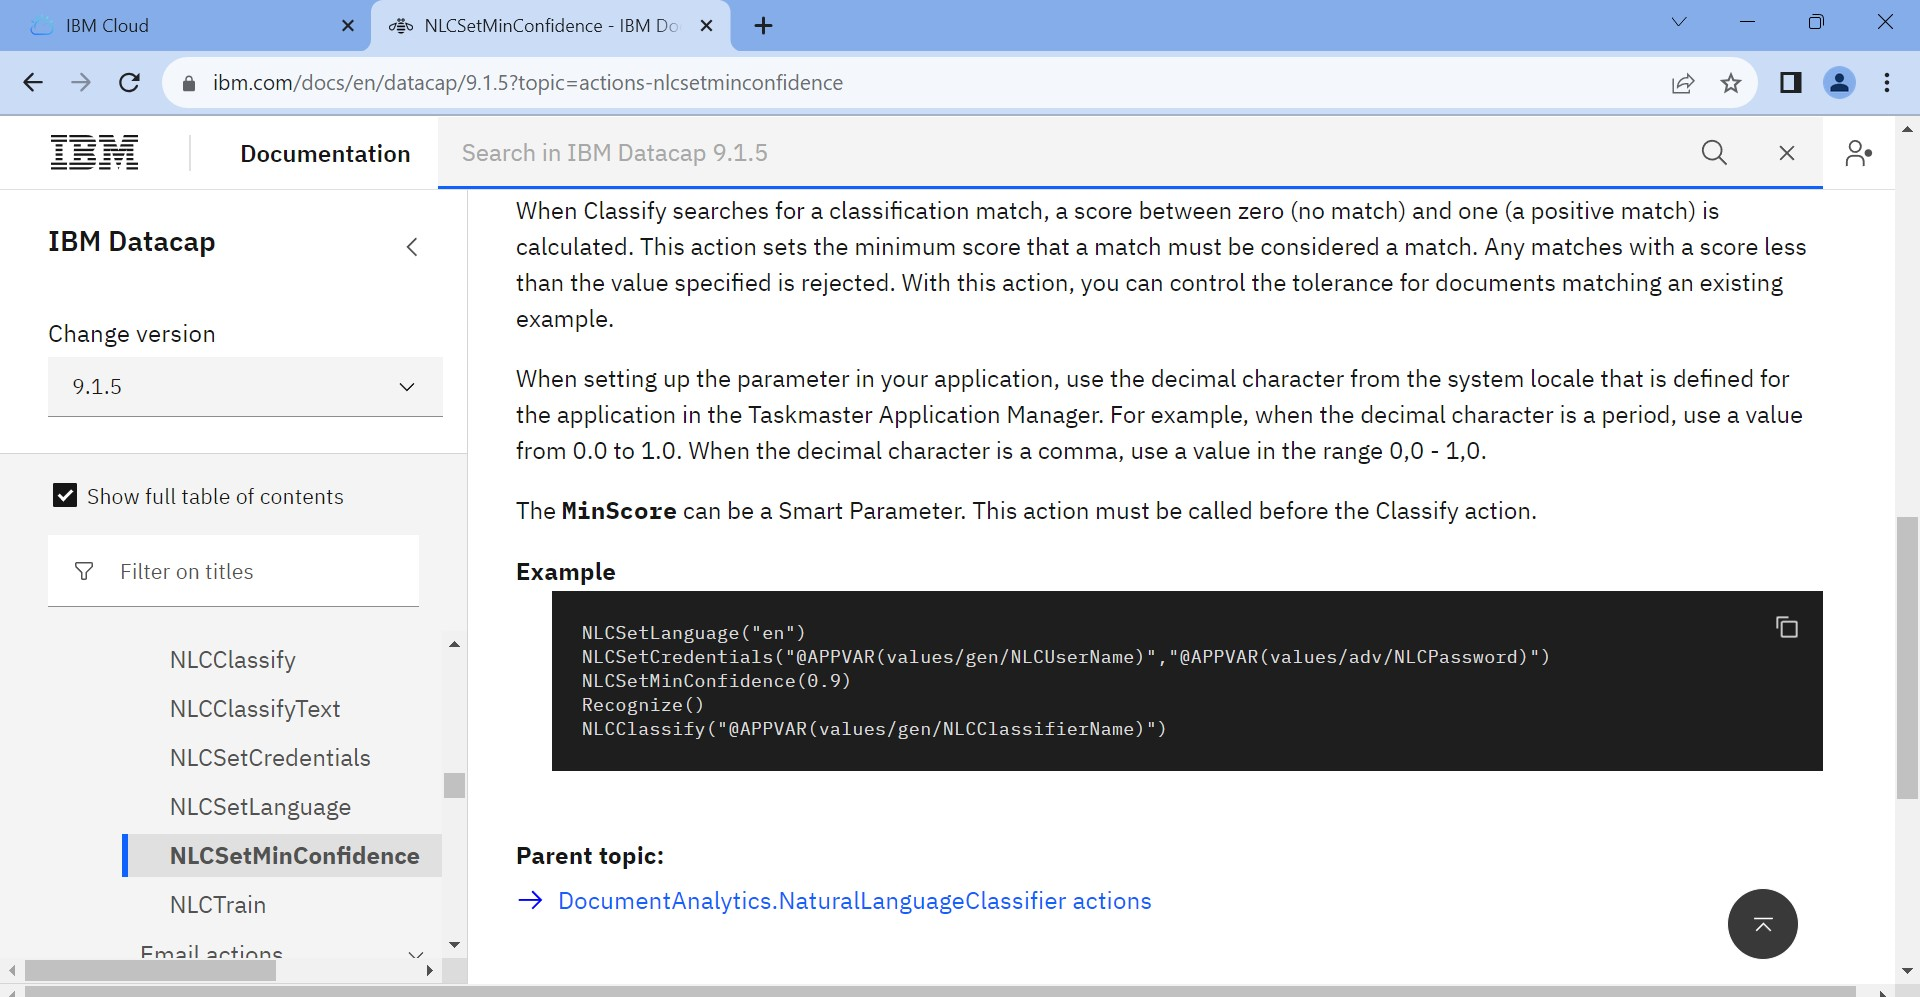 IBM Cloud
NLCSetMinConfidence - IBM Do
ibm.com/docs/en/datacap/9.1.5?topic=actions-nlcsetminconfidence
IBM
Documentation
Search in IBM Datacap 9.1.5
IBM Datacap
Change version
9.1.5
Show full table of contents
Filter on titles
NLCClassify
NLCClassifyText
NLCSetCredentials
NLCSetLanguage
NLCSetMinConfidence
NLCTrain
Email actions
When Classify searches for a classification match, a score between zero (no match) and one (a positive match) is
calculated. This action sets the minimum score that a match must be considered a match. Any matches with a score less
than the value specified is rejected. With this action, you can control the tolerance for documents matching an existing
example.
When setting up the parameter in your application, use the decimal character from the system locale that is defined for
the application in the Taskmaster Application Manager. For example, when the decimal character is a period, use a value
from 0.0 to 1.0. When the decimal character is a comma, use a value in the range 0,0 - 1,0.
The MinScore can be a Smart Parameter. This action must be called before the Classify action.
Example
NLCSetLanguage("en")
NLCSetCredentials("@APPVAR(values/gen/NLCUserName)","@APPVAR(values/adv/NLCPassword)")
NLCSetMinConfidence(0.9)
Recognize()
NLCClassify("@APPVAR(values/gen/NLCClassifierName)")
Parent topic:
DocumentAnalytics.NaturalLanguageClassifier actions